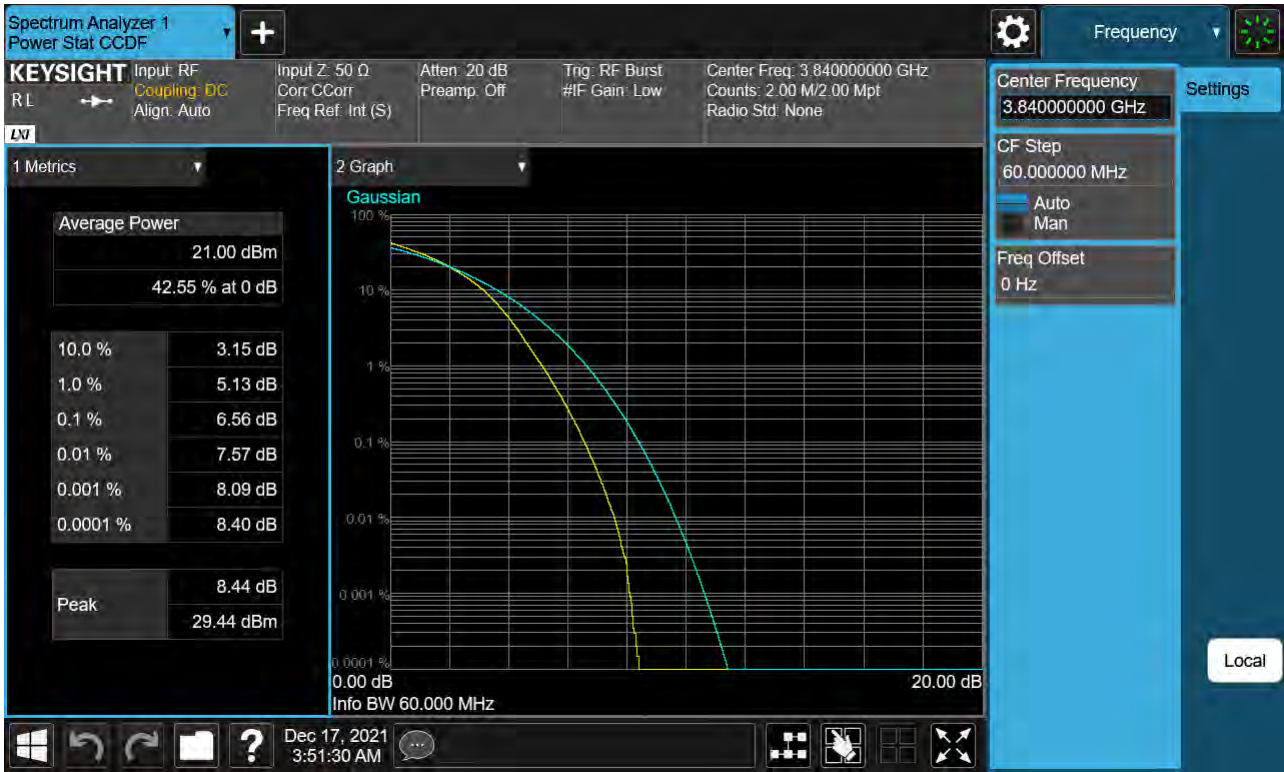 Spectrum Analyzer 1
Power Stat CCDF
+
Frequency
KEYSIGHT
RL
LXI
Input: RF
Coupling: DC
Align: Auto
Input Z: 50 Ω
Corr CCorr
Freq Ref: Int (S)
Atten: 20 dB
Preamp: Off
Trig: RF Burst
#IF Gain: Low
Center Freq: 3.840000000 GHz
Counts: 2.00 M/2.00 Mpt
Radio Std: None
Center Frequency
3.840000000 GHz
Settings
CF Step
60.000000 MHz
Auto
Man
Freq Offset
0 Hz
1 Metrics
Average Power
21.00 dBm
42.55 % at 0 dB
10.0 % 3.15 dB
1.0 % 5.13 dB
0.1 % 6.56 dB
0.01 % 7.57 dB
0.001 % 8.09 dB
0.0001 % 8.40 dB
Peak
8.44 dB
29.44 dBm
2 Graph
Gaussian
100 %
10 %
1 %
0.1 %
0.01 %
0.001 %
0.0001 %
0.00 dB 20.00 dB
Info BW 60.000 MHz
Local
?
Dec 17, 2021
3:51:30 AM